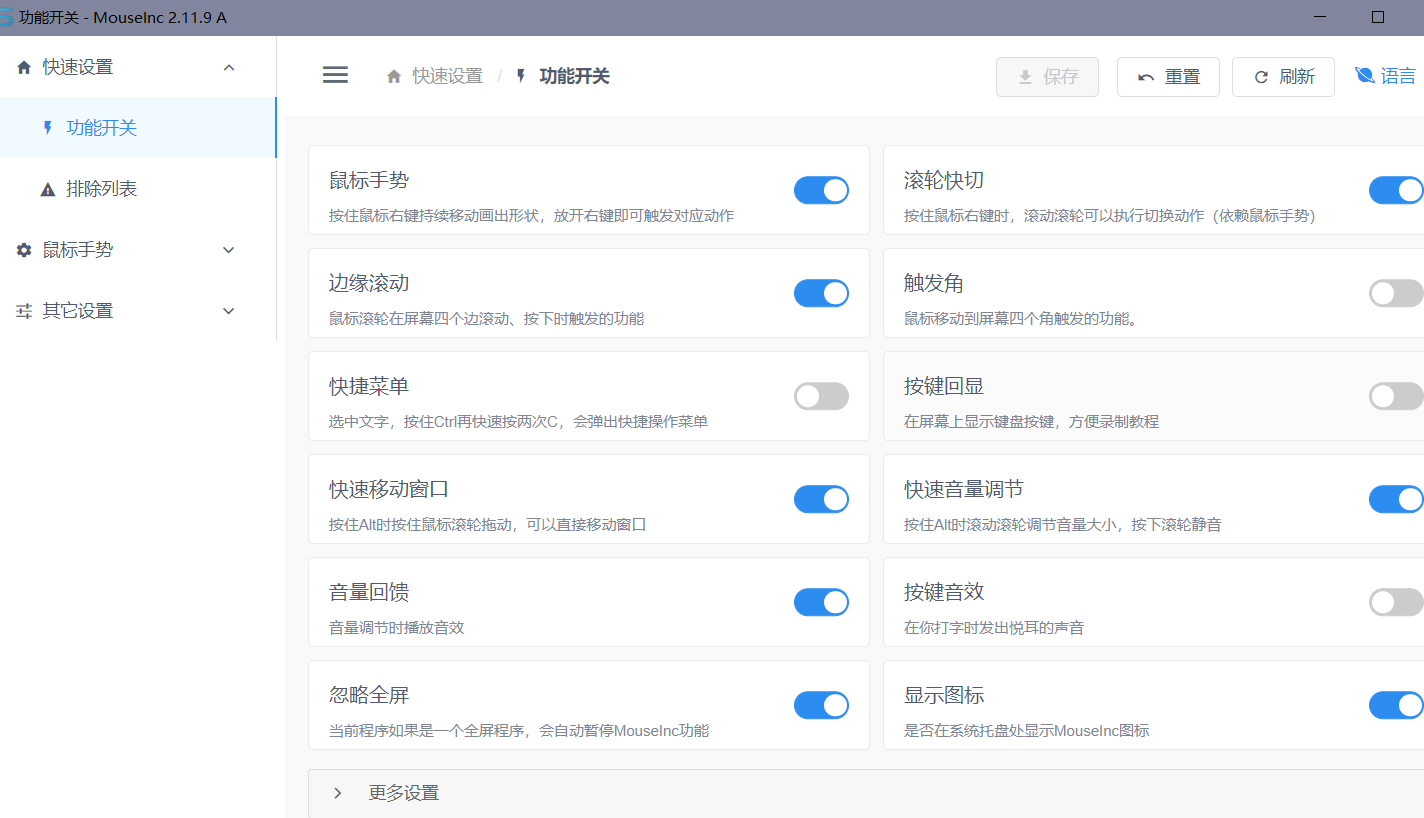 功能开关 - MouseInc 2.11.9 A
快速设置
功能开关
排除列表
鼠标手势
其它设置
快速设置 / 功能开关
保存
重置
刷新
语言
鼠标手势
按住鼠标右键持续移动画出形状，放开右键即可触发对应动作
滚轮快切
按住鼠标右键时，滚动滚轮可以执行切换动作（依赖鼠标手势）
边缘滚动
鼠标滚轮在屏幕四个边滚动、按下时触发的功能
触发角
鼠标移动到屏幕四个角触发的功能。
快捷菜单
选中文字，按住Ctrl再快速按两次C，会弹出快捷操作菜单
按键回显
在屏幕上显示键盘按键，方便录制教程
快速移动窗口
按住Alt时按住鼠标滚轮拖动，可以直接移动窗口
快速音量调节
按住Alt时滚动滚轮调节音量大小，按下滚轮静音
音量回馈
音量调节时播放音效
按键音效
在你打字时发出悦耳的声音
忽略全屏
当前程序如果是一个全屏程序，会自动暂停MouseInc功能
显示图标
是否在系统托盘处显示MouseInc图标
更多设置